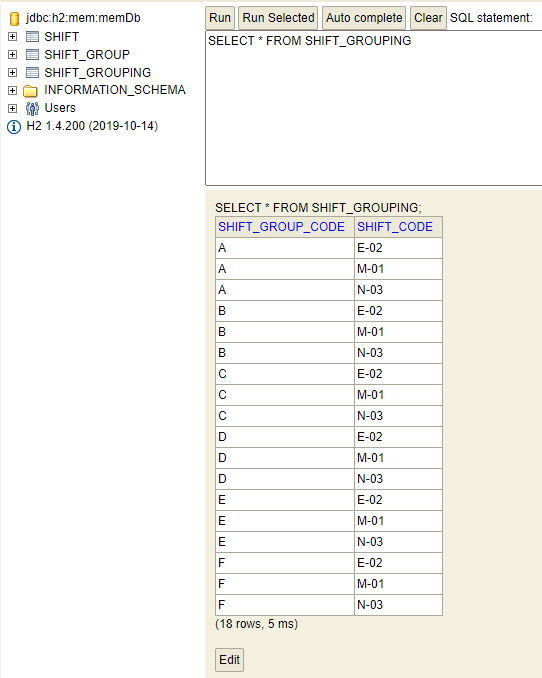 jdbc:h2:mem:memDb
SHIFT
SHIFT_GROUP
SHIFT_GROUPING
INFORMATION_SCHEMA
Users
H2 1.4.200 (2019-10-14)
Run Run Selected Auto complete Clear SQL statement:
SELECT * FROM SHIFT_GROUPING
SELECT * FROM SHIFT_GROUPING;
SHIFT_GROUP_CODE SHIFT_CODE
A E-02
A M-01
A N-03
B E-02
B M-01
B N-03
C E-02
C M-01
C N-03
D E-02
D M-01
D N-03
E E-02
E M-01
E N-03
F E-02
F M-01
F N-03
(18 rows, 5 ms)
Edit